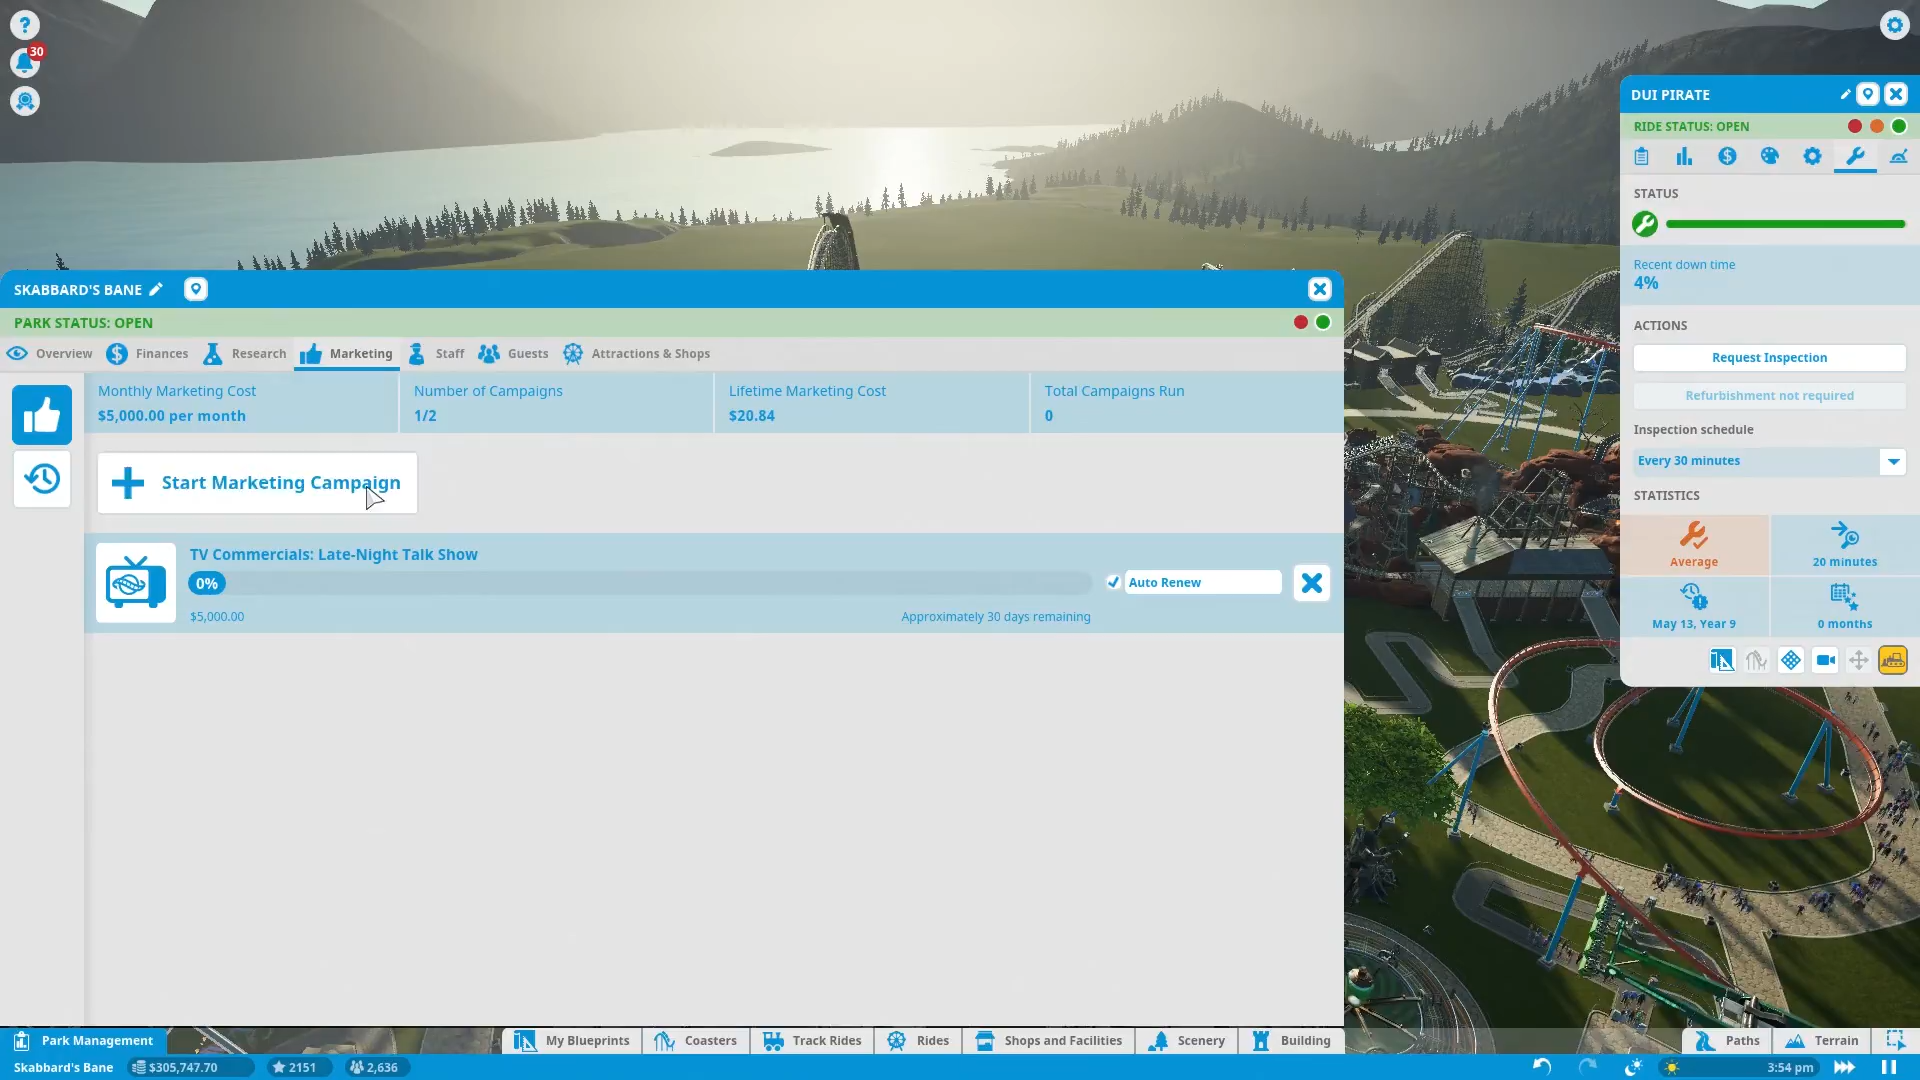 ?
30
SKABBARD'S BANE
PARK STATUS: OPEN
Overview
Finances
Research
Marketing
Staff
Guests
Attractions & Shops
Monthly Marketing Cost
$5,000.00 per month
Number of Campaigns
1/2
Lifetime Marketing Cost
$20.84
Total Campaigns Run
0
Start Marketing Campaign
TV Commercials: Late-Night Talk Show
0%
Auto Renew
$5,000.00
Approximately 30 days remaining
DUI PIRATE
RIDE STATUS: OPEN
STATUS
Recent down time
4%
ACTIONS
Request Inspection
Refurbishment not required
Inspection schedule
Every 30 minutes
STATISTICS
Average
20 minutes
May 13, Year 9
0 months
Park Management
My Blueprints
Coasters
Track Rides
Rides
Shops and Facilities
Scenery
Building
Paths
Terrain
Skabbard's Bane
$305,747.70
2151
2,636
3:54 pm